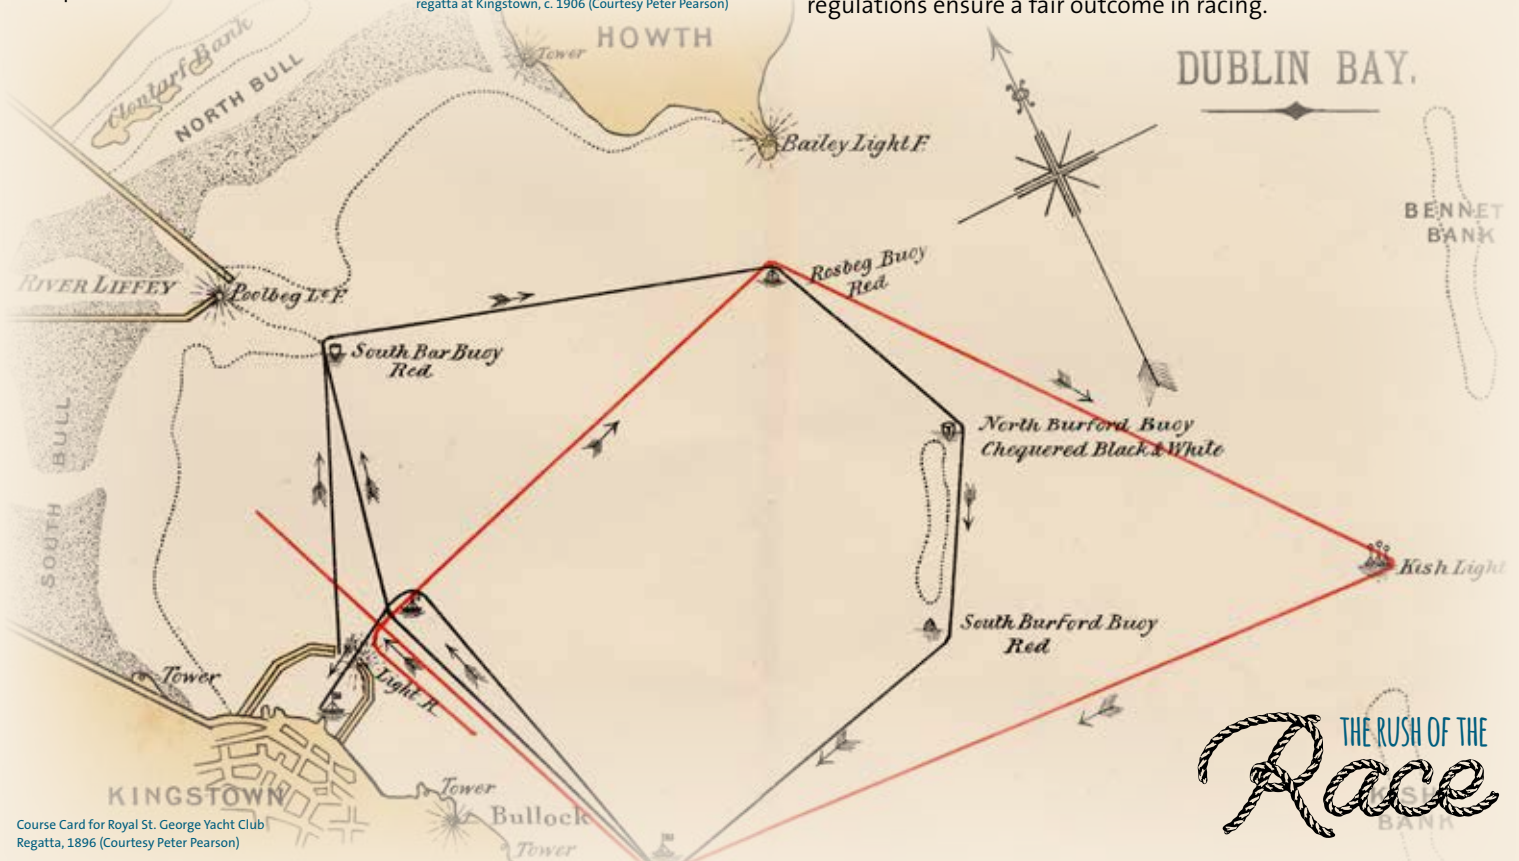 regatta at Kingstown, c. 1906 (Courtesy Peter Pearson)
regulations ensure a fair outcome in racing.
HOWTH
Tower
Clontarf Bank
NORTH BULL
DUBLIN BAY.
Bailey Light F.
BENNET
BANK
RIVER LIFFEY
Poolbeg Lt. F.
Rosbeg Buoy
Red
South Bar Buoy
Red
SOUTH BULL
North Burford Buoy
Chequered Black & White
Kish Light
South Burford Buoy
Red
Tower
Light R.
KINGSTOWN
Tower
Bullock
Tower
THE RUSH OF THE
Race
KISH
BANK
Course Card for Royal St. George Yacht Club
Regatta, 1896 (Courtesy Peter Pearson)